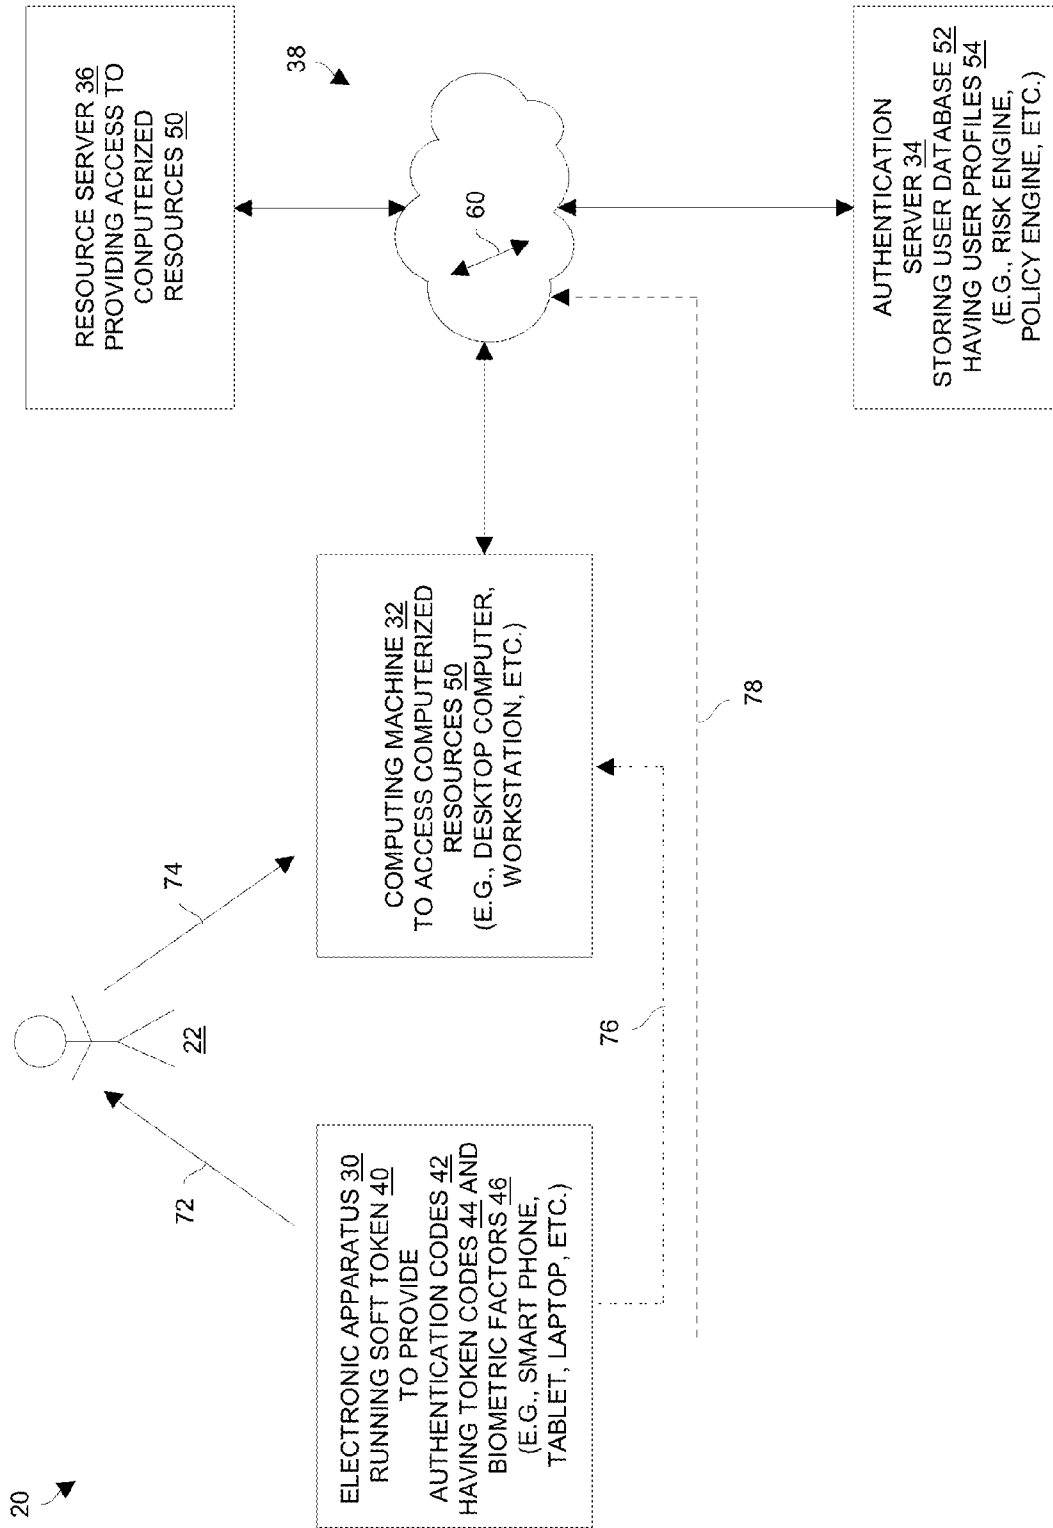 20
72
22
74
ELECTRONIC APPARATUS 30
RUNNING SOFT TOKEN 40
TO PROVIDE
AUTHENTICATION CODES 42
HAVING TOKEN CODES 44 AND
BIOMETRIC FACTORS 46
(E.G., SMART PHONE,
TABLET, LAPTOP, ETC.)
COMPUTING MACHINE 32
TO ACCESS COMPUTERIZED
RESOURCES 50
(E.G., DESKTOP COMPUTER,
WORKSTATION, ETC.)
76
78
RESOURCE SERVER 36
PROVIDING ACCESS TO
CONPUTERIZED
RESOURCES 50
38
60
AUTHENTICATION
SERVER 34
STORING USER DATABASE 52
HAVING USER PROFILES 54
(E.G., RISK ENGINE,
POLICY ENGINE, ETC.)